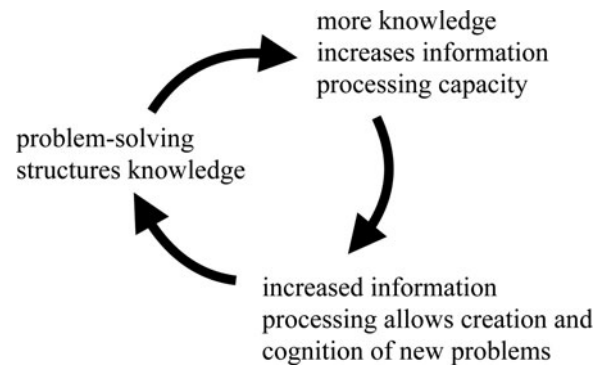 more knowledge
increases information
processing capacity
problem-solving
structures knowledge
increased information
processing allows creation and
cognition of new problems